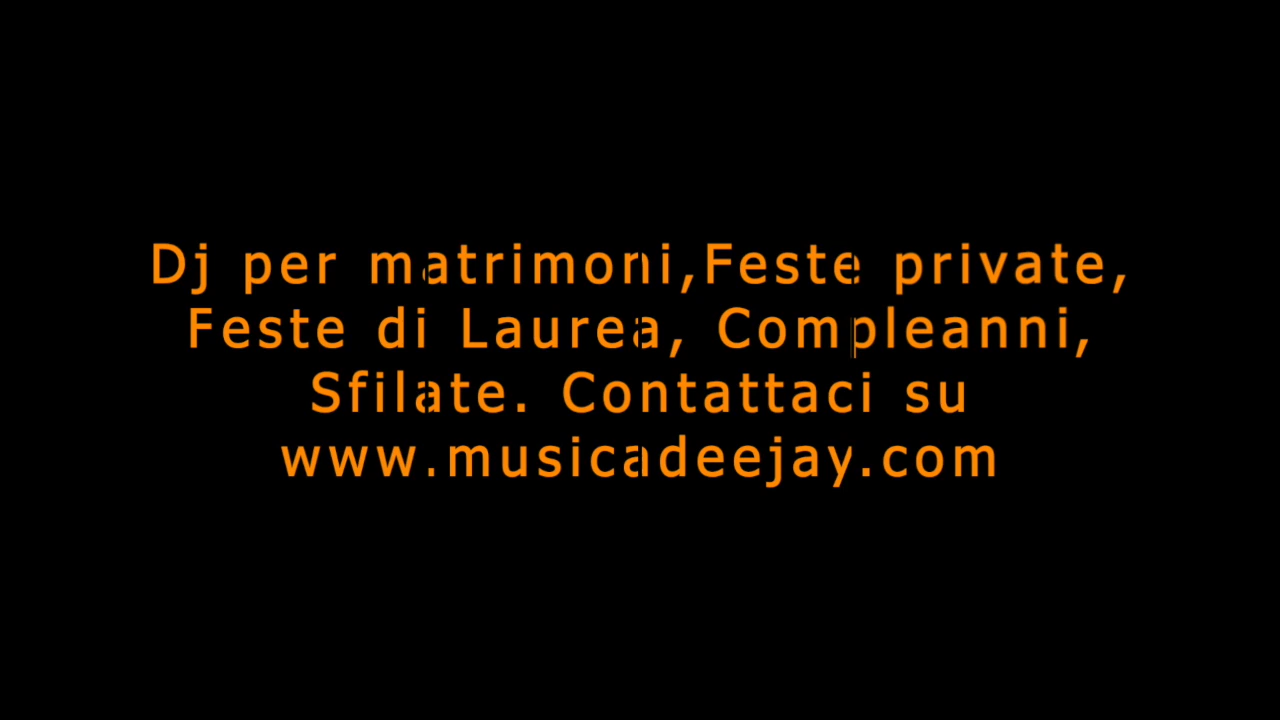 Dj per matrimoni,Feste private,
Feste di Laurea, Compleanni,
Sfilate. Contattaci su
www.musicadeejay.com